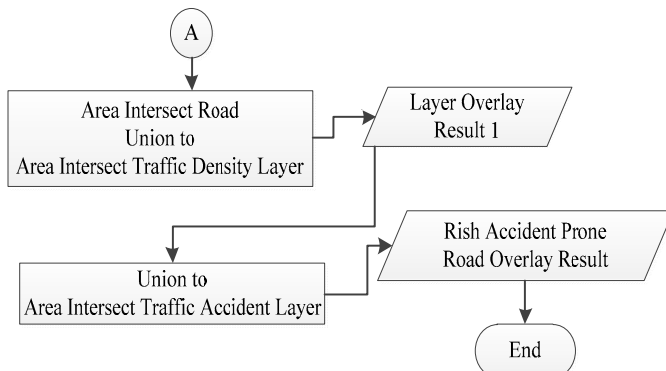 A
Area Intersect Road
Union to
Area Intersect Traffic Density Layer
Layer Overlay
Result 1
Union to
Area Intersect Traffic Accident Layer
Rish Accident Prone
Road Overlay Result
End